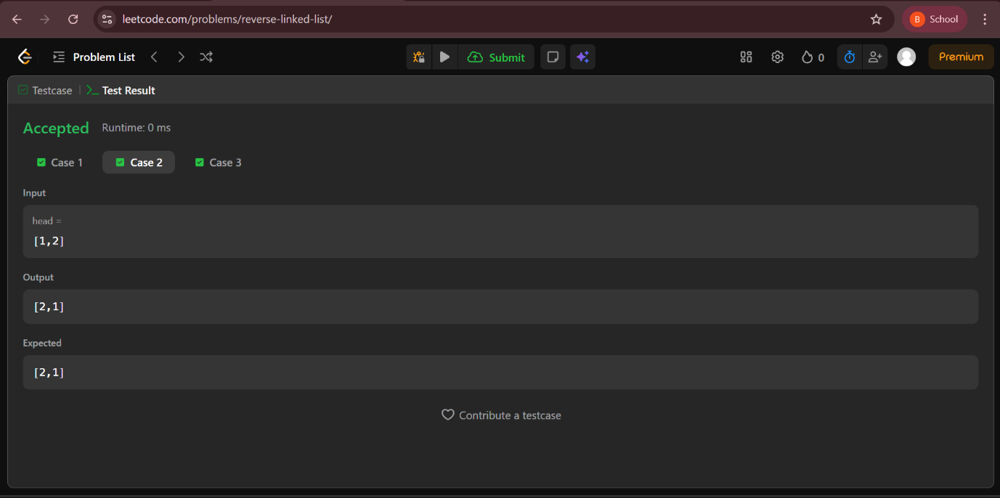 leetcode.com/problems/reverse-linked-list/
B School
Problem List
Submit
0
Premium
Testcase
Test Result
Accepted Runtime: 0 ms
Case 1 Case 2 Case 3
Input
head =
[1,2]
Output
[2,1]
Expected
[2,1]
Contribute a testcase